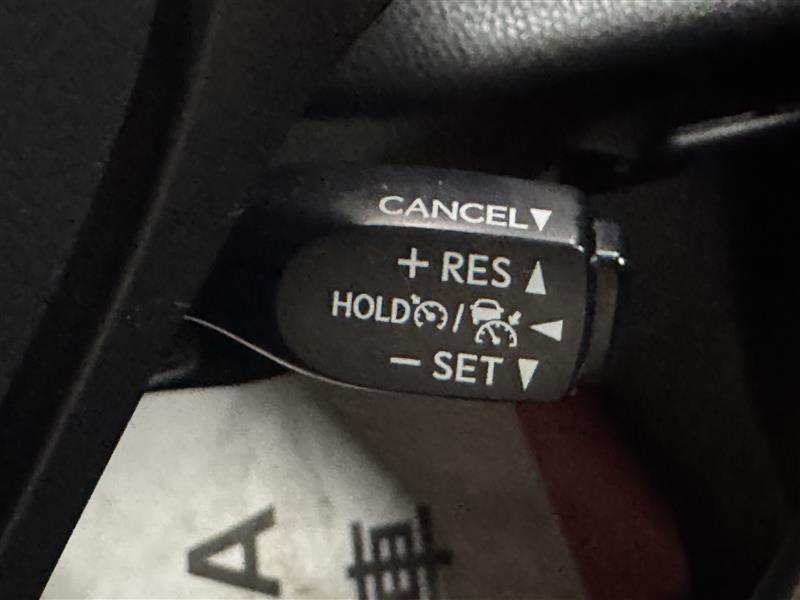 CANCEL▼
+ RES ▲
HOLD / ◀
− SET ▼
A 車